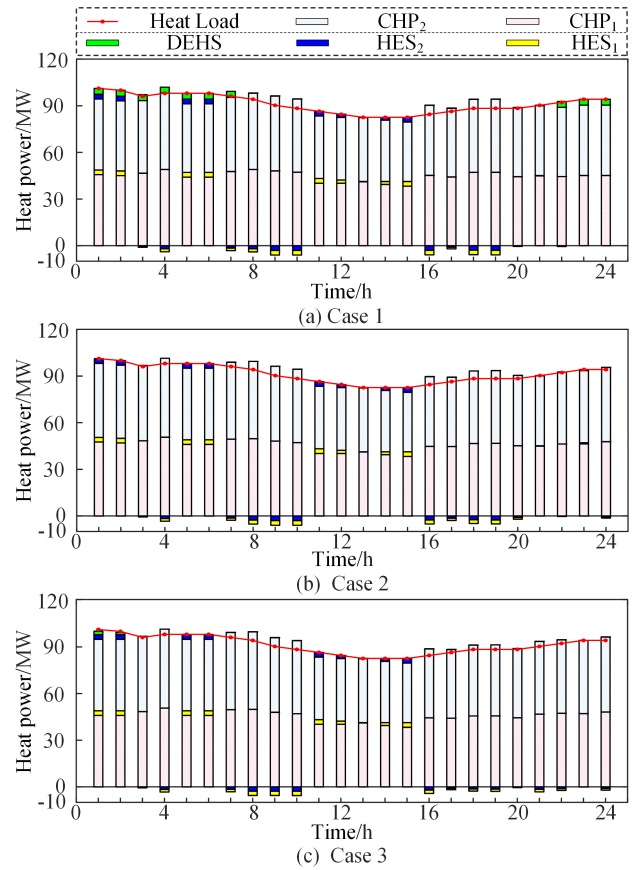 Heat Load CHP₂ CHP₁
DEHS HES₂ HES₁
120
90
60
30
0
-10
Heat power/MW
0 4 8 12 16 20 24
Time/h
(a) Case 1
120
90
60
30
0
-10
Heat power/MW
0 4 8 12 16 20 24
Time/h
(b) Case 2
120
90
60
30
0
-10
Heat power/MW
0 4 8 12 16 20 24
Time/h
(c) Case 3